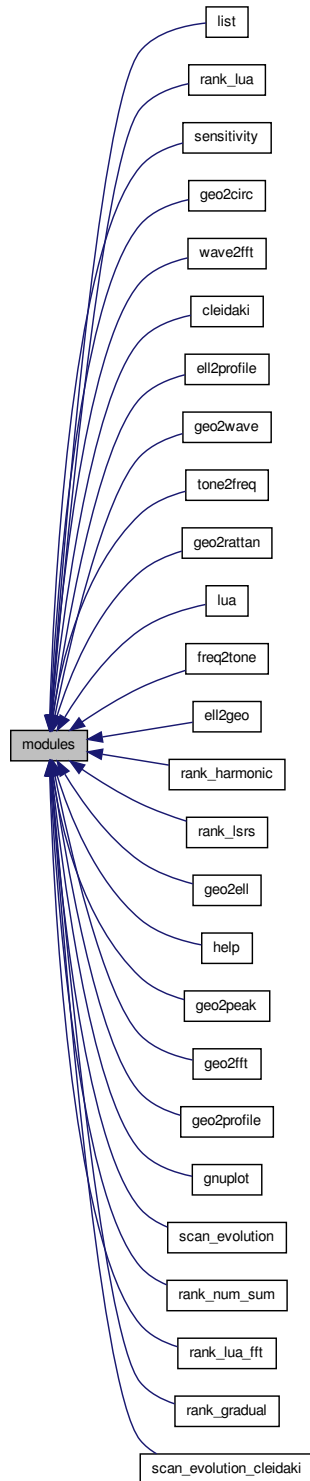 list
rank_lua
sensitivity
geo2circ
wave2fft
cleidaki
ell2profile
geo2wave
tone2freq
geo2rattan
lua
freq2tone
ell2geo
modules
rank_harmonic
rank_lsrs
geo2ell
help
geo2peak
geo2fft
geo2profile
gnuplot
scan_evolution
rank_num_sum
rank_lua_fft
rank_gradual
scan_evolution_cleidaki